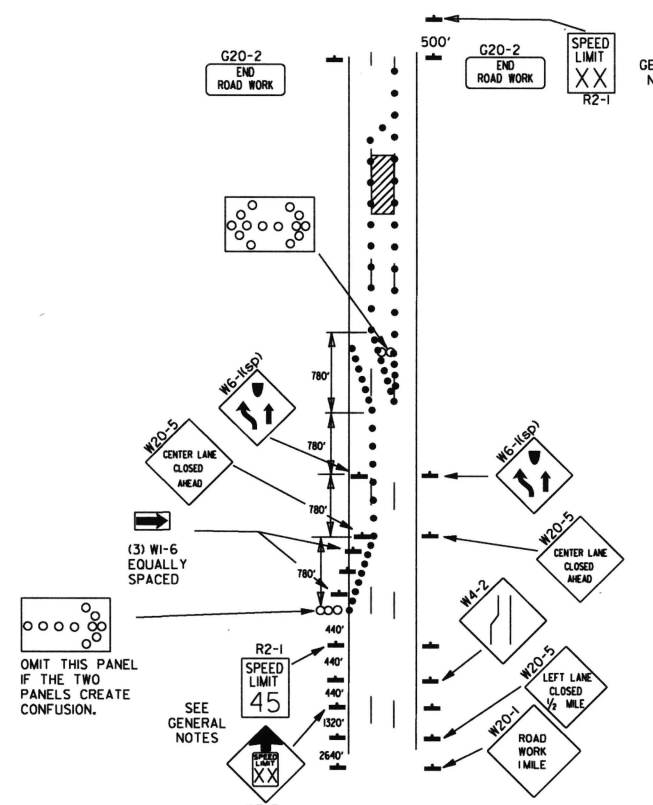 500'
G20-2
END
ROAD WORK
G20-2
END
ROAD WORK
SPEED
LIMIT
XX
R2-1
GE
N
780'
W6-1(sp)
780'
W20-5
CENTER LANE
CLOSED
AHEAD
780'
W6-1(sp)
(3) W1-6
EQUALLY
SPACED
780'
W20-5
CENTER LANE
CLOSED
AHEAD
OMIT THIS PANEL
IF THE TWO
PANELS CREATE
CONFUSION.
440'
R2-1
SPEED
LIMIT
45
440'
W4-2
SEE
GENERAL
NOTES
440'
1320'
W20-5
LEFT LANE
CLOSED
1/2 MILE
SPEED
LIMIT
XX
2640'
W20-1
ROAD
WORK
1 MILE